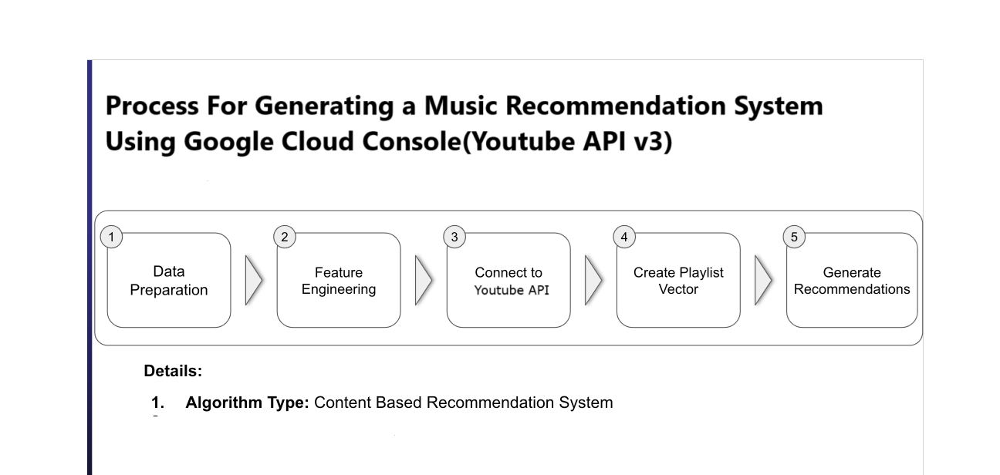 Process For Generating a Music Recommendation System
Using Google Cloud Console(Youtube API v3)
1
Data
Preparation
2
Feature
Engineering
3
Connect to
Youtube API
4
Create Playlist
Vector
5
Generate
Recommendations
Details:
1. Algorithm Type: Content Based Recommendation System